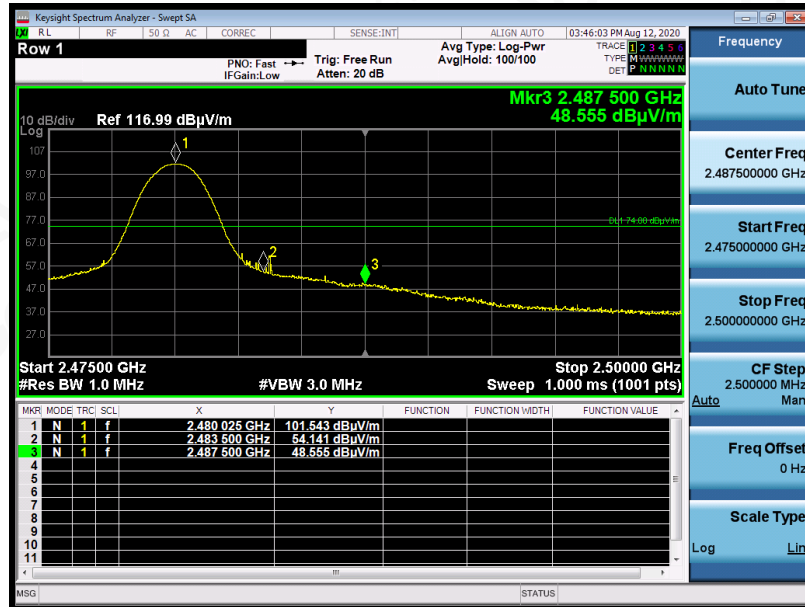 Keysight Spectrum Analyzer - Swept SA
RL RF 50 Ω AC CORREC SENSE:INT ALIGN AUTO 03:46:03 PM Aug 12, 2020
Row 1
PNO: Fast
IFGain:Low
Trig: Free Run
Atten: 20 dB
Avg Type: Log-Pwr
Avg|Hold: 100/100
TRACE 1 2 3 4 5 6
TYPE M WWWWW
DET P N N N N N
Mkr3 2.487 500 GHz
48.555 dBµV/m
10 dB/div Ref 116.99 dBµV/m
Log
107
97.0
87.0
77.0
67.0
57.0
47.0
37.0
27.0
1
2
3
DL1 74.00 dBµV/m
Start 2.47500 GHz Stop 2.50000 GHz
#Res BW 1.0 MHz #VBW 3.0 MHz Sweep 1.000 ms (1001 pts)
MKR MODE TRC SCL X Y FUNCTION FUNCTION WIDTH FUNCTION VALUE
1 N 1 f 2.480 025 GHz 101.543 dBµV/m
2 N 1 f 2.483 500 GHz 54.141 dBµV/m
3 N 1 f 2.487 500 GHz 48.555 dBµV/m
4
5
6
7
8
9
10
11
MSG STATUS
Frequency
Auto Tune
Center Freq
2.487500000 GHz
Start Freq
2.475000000 GHz
Stop Freq
2.500000000 GHz
CF Step
2.500000 MHz
Auto Man
Freq Offset
0 Hz
Scale Type
Log Lin